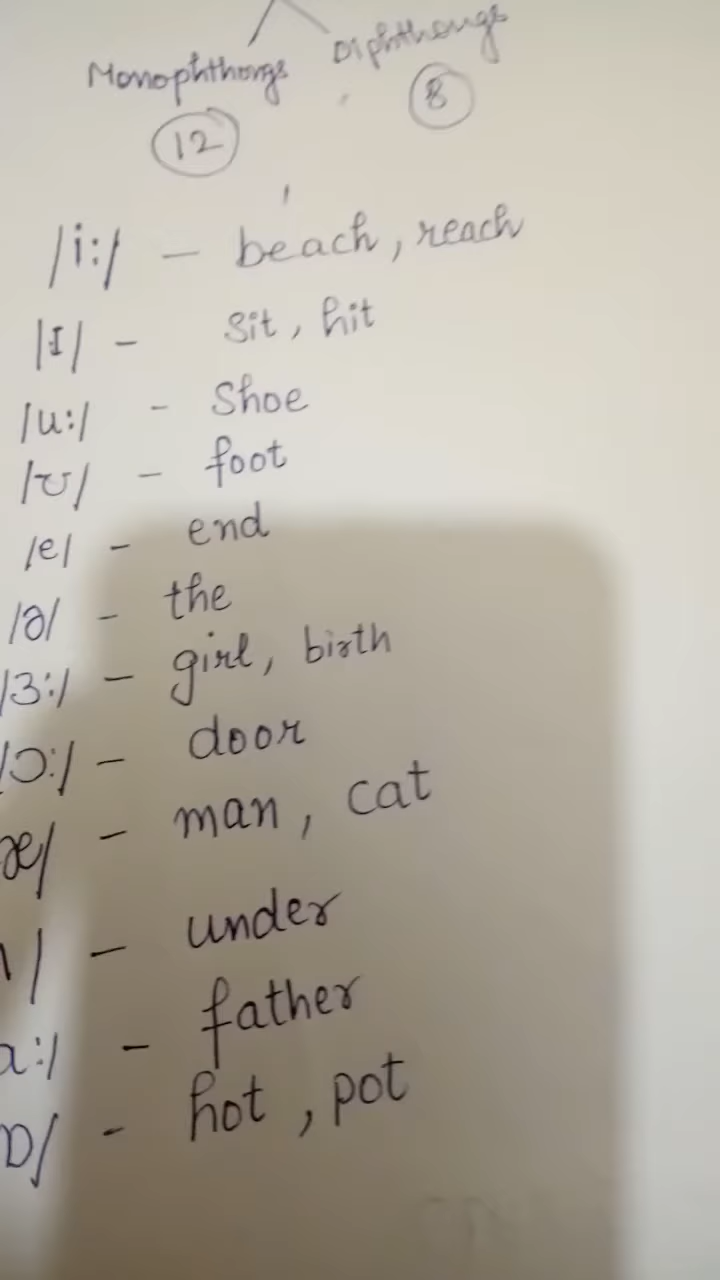 Monophthongs Diphthongs
12 8
/i:/ – beach, reach
/ɪ/ – sit, hit
/u:/ – shoe
/ʊ/ – foot
/e/ – end
/ə/ – the
/ɜ:/ – girl, birth
/ɔ:/ – door
æ/ – man, cat
/ – under
ɑ:/ – father
ɒ/ – hot, pot